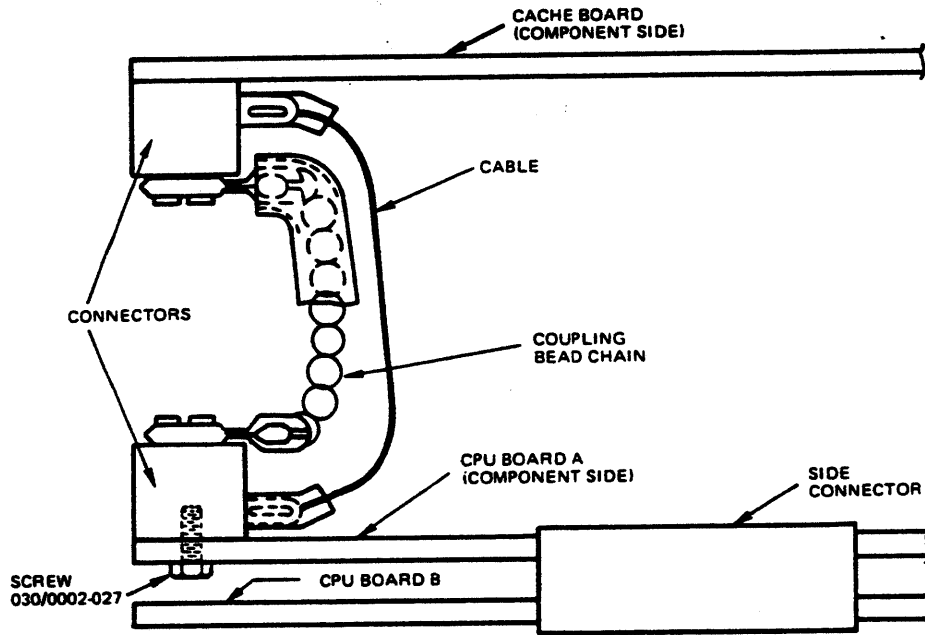 CACHE BOARD
(COMPONENT SIDE)
CABLE
CONNECTORS
COUPLING
BEAD CHAIN
CPU BOARD A
(COMPONENT SIDE)
SIDE
CONNECTOR
SCREW
030/0002-027
CPU BOARD B